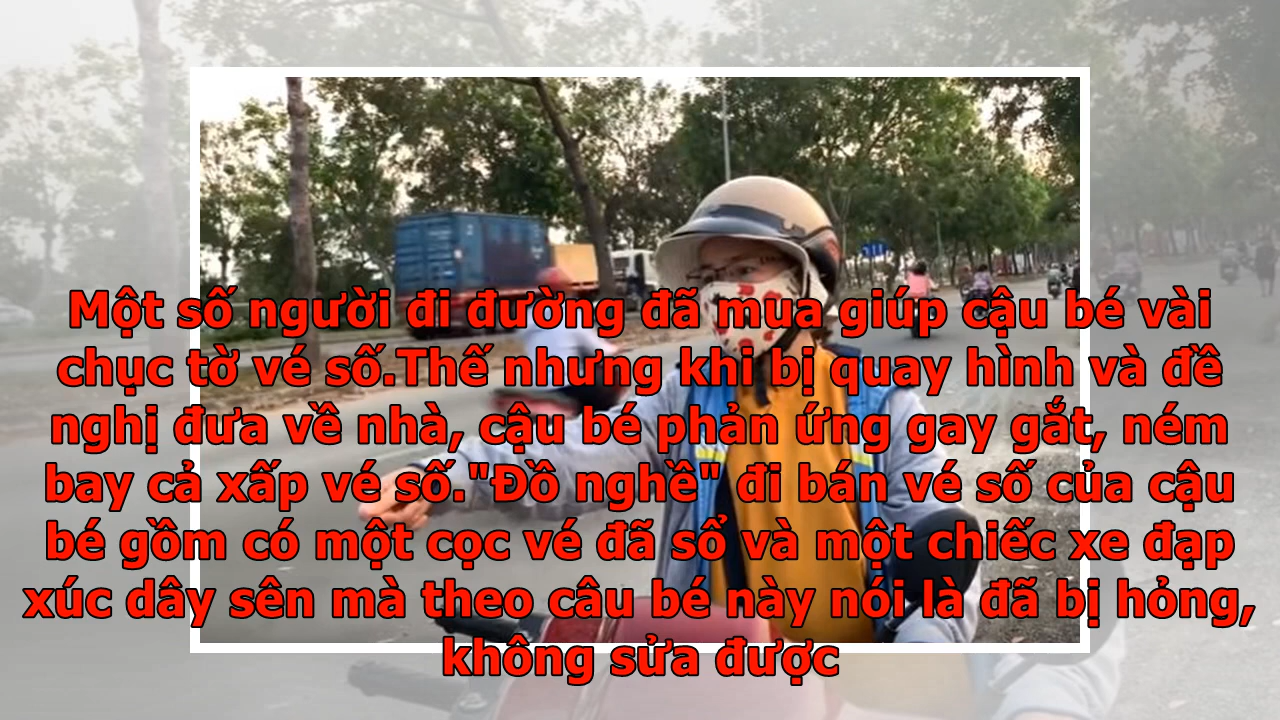 Một số người đi đường đã mua giúp cậu bé vài
chục tờ vé số.Thế nhưng khi bị quay hình và đề
nghị đưa về nhà, cậu bé phản ứng gay gắt, ném
bay cả xấp vé số."Đồ nghề" đi bán vé số của cậu
bé gồm có một cọc vé đã sổ và một chiếc xe đạp
xúc dây sên mà theo câu bé này nói là đã bị hỏng,
không sửa được